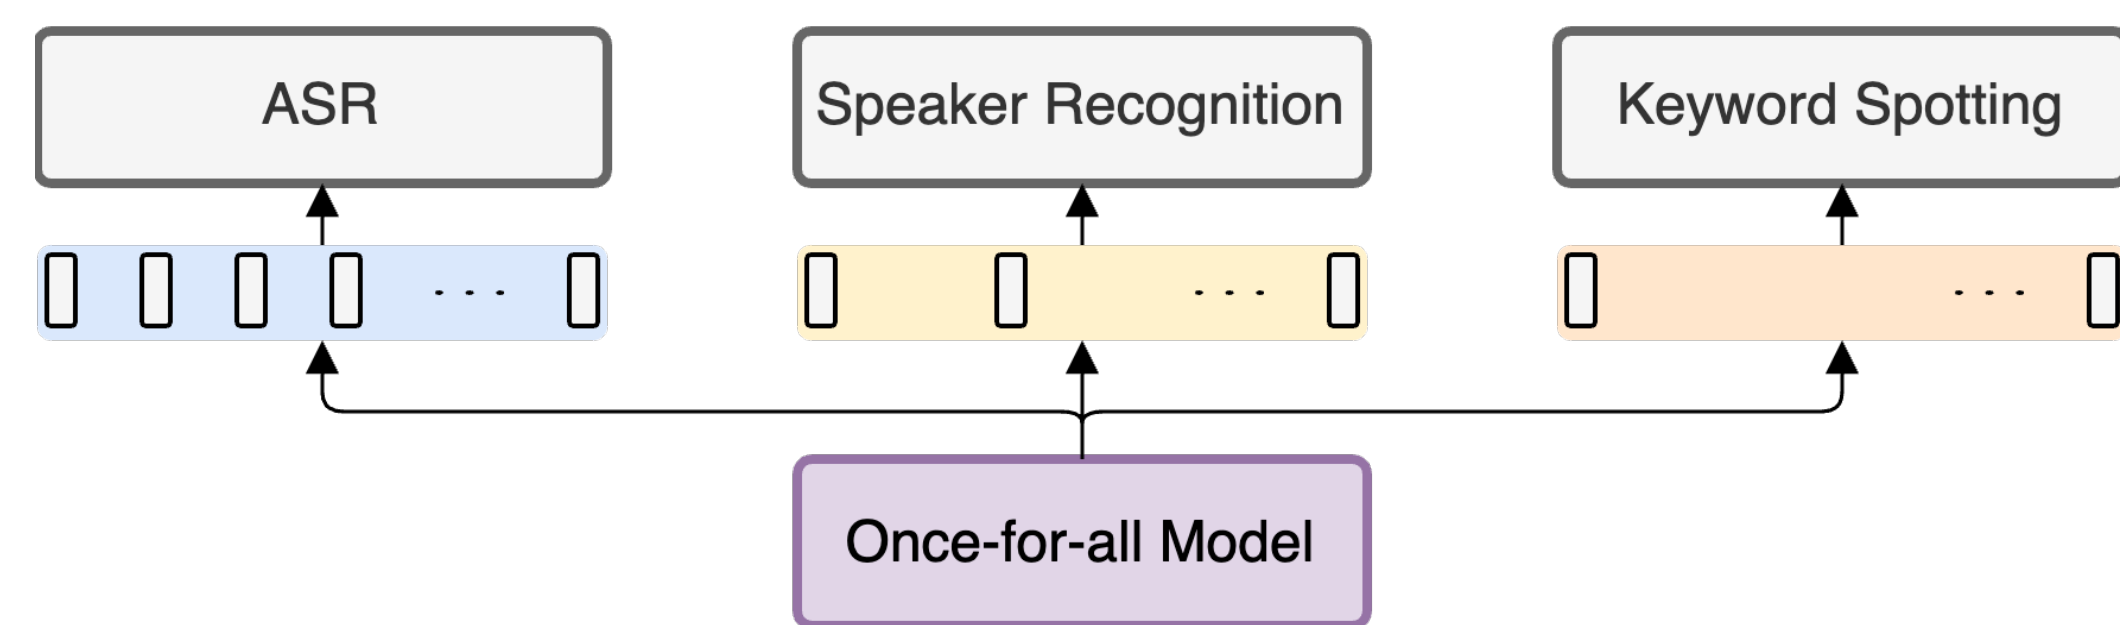 ASR
Speaker Recognition
Keyword Spotting
. . .
. . .
. . .
Once-for-all Model